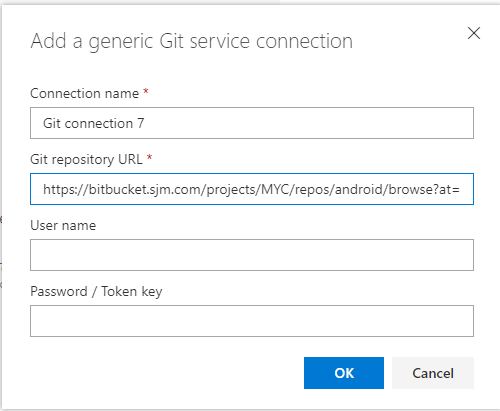 Add a generic Git service connection
Connection name *
Git connection 7
Git repository URL *
https://bitbucket.sjm.com/projects/MYC/repos/android/browse?at=
User name
Password / Token key
OK
Cancel